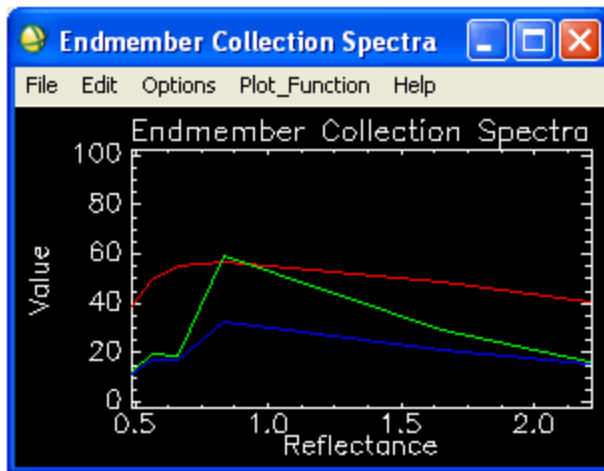 Endmember Collection Spectra
File Edit Options Plot_Function Help
Endmember Collection Spectra
100
80
60
40
20
0
Value
0.5 1.0 1.5 2.0
Reflectance